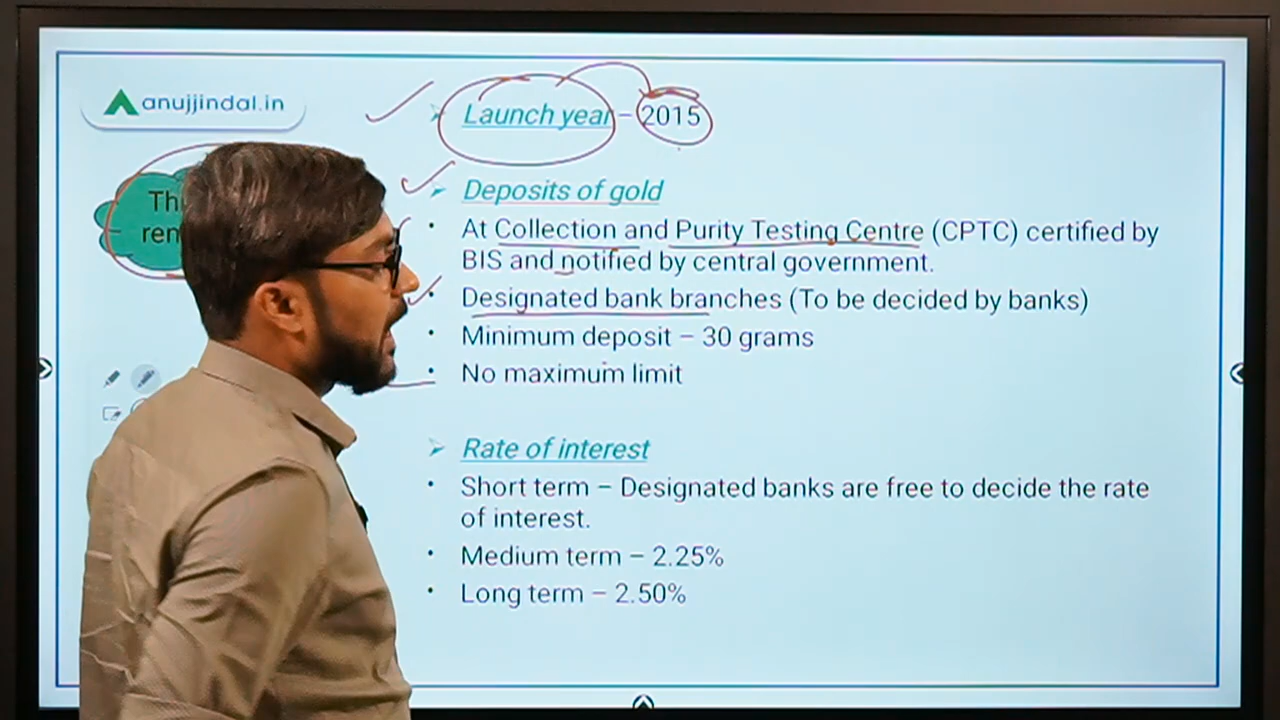 anujjindal.in
Launch year – 2015
Deposits of gold
At Collection and Purity Testing Centre (CPTC) certified by
BIS and notified by central government.
Designated bank branches (To be decided by banks)
Minimum deposit – 30 grams
No maximum limit
Rate of interest
Short term – Designated banks are free to decide the rate
of interest.
Medium term – 2.25%
Long term – 2.50%